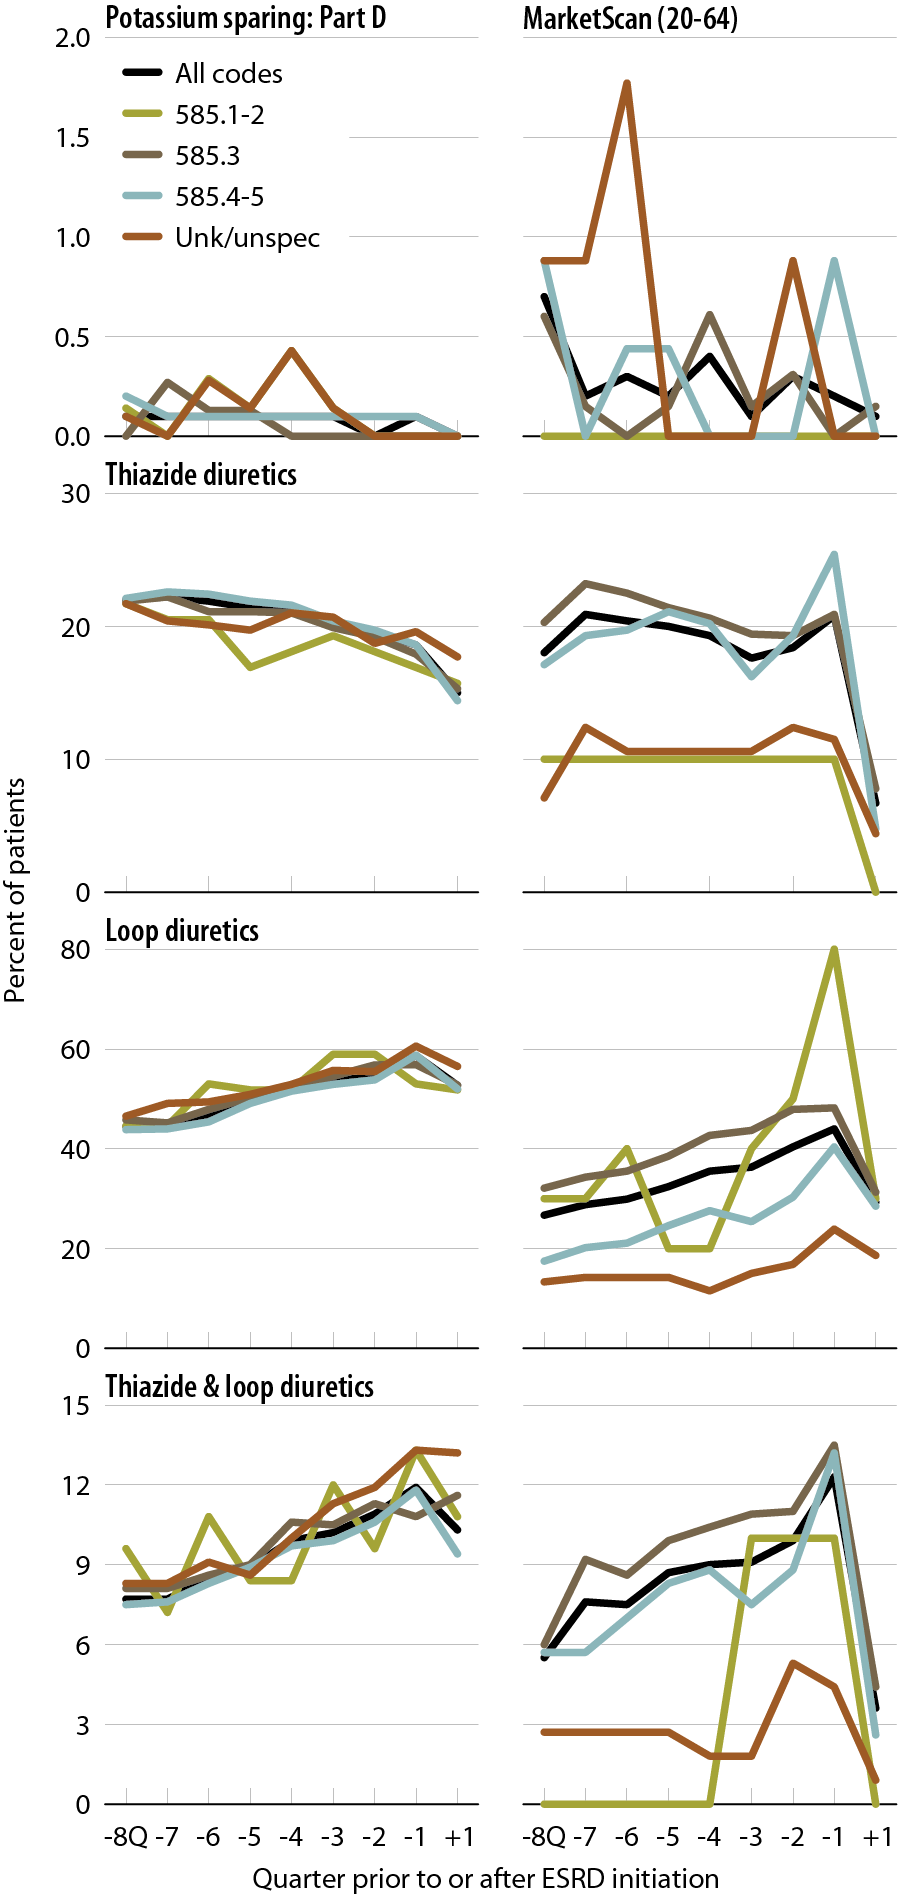 Potassium sparing: Part D
MarketScan (20-64)
2.0
1.5
1.0
0.5
0.0
All codes
585.1-2
585.3
585.4-5
Unk/unspec
Thiazide diuretics
30
20
10
0
Percent of patients
Loop diuretics
80
60
40
20
0
Thiazide & loop diuretics
15
12
9
6
3
0
-8Q -7 -6 -5 -4 -3 -2 -1 +1
-8Q -7 -6 -5 -4 -3 -2 -1 +1
Quarter prior to or after ESRD initiation